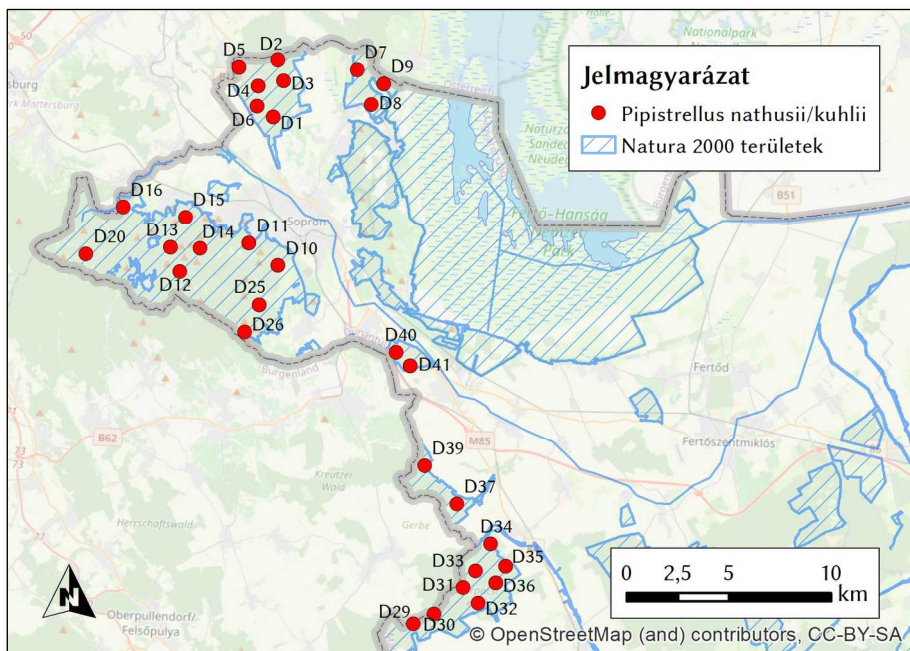 Jelmagyarázat
Pipistrellus nathusii/kuhlii
Natura 2000 területek
D5
D2
D7
D3
D9
D4
D8
D6
D1
Sopron
D16
D15
D11
D13
D14
D20
D10
D12
D25
D26
D40
D41
Burgenland
Fertőd
Fertőszentmiklós
B51
B62
M85
D39
Kreutzer
Wald
D37
Herrschaftswald
Gerbe
D34
D33
D35
D31
D36
D32
D29
D30
Oberpullendorf/
Felsőpulya
N
0 2,5 5 10
km
© OpenStreetMap (and) contributors, CC-BY-SA